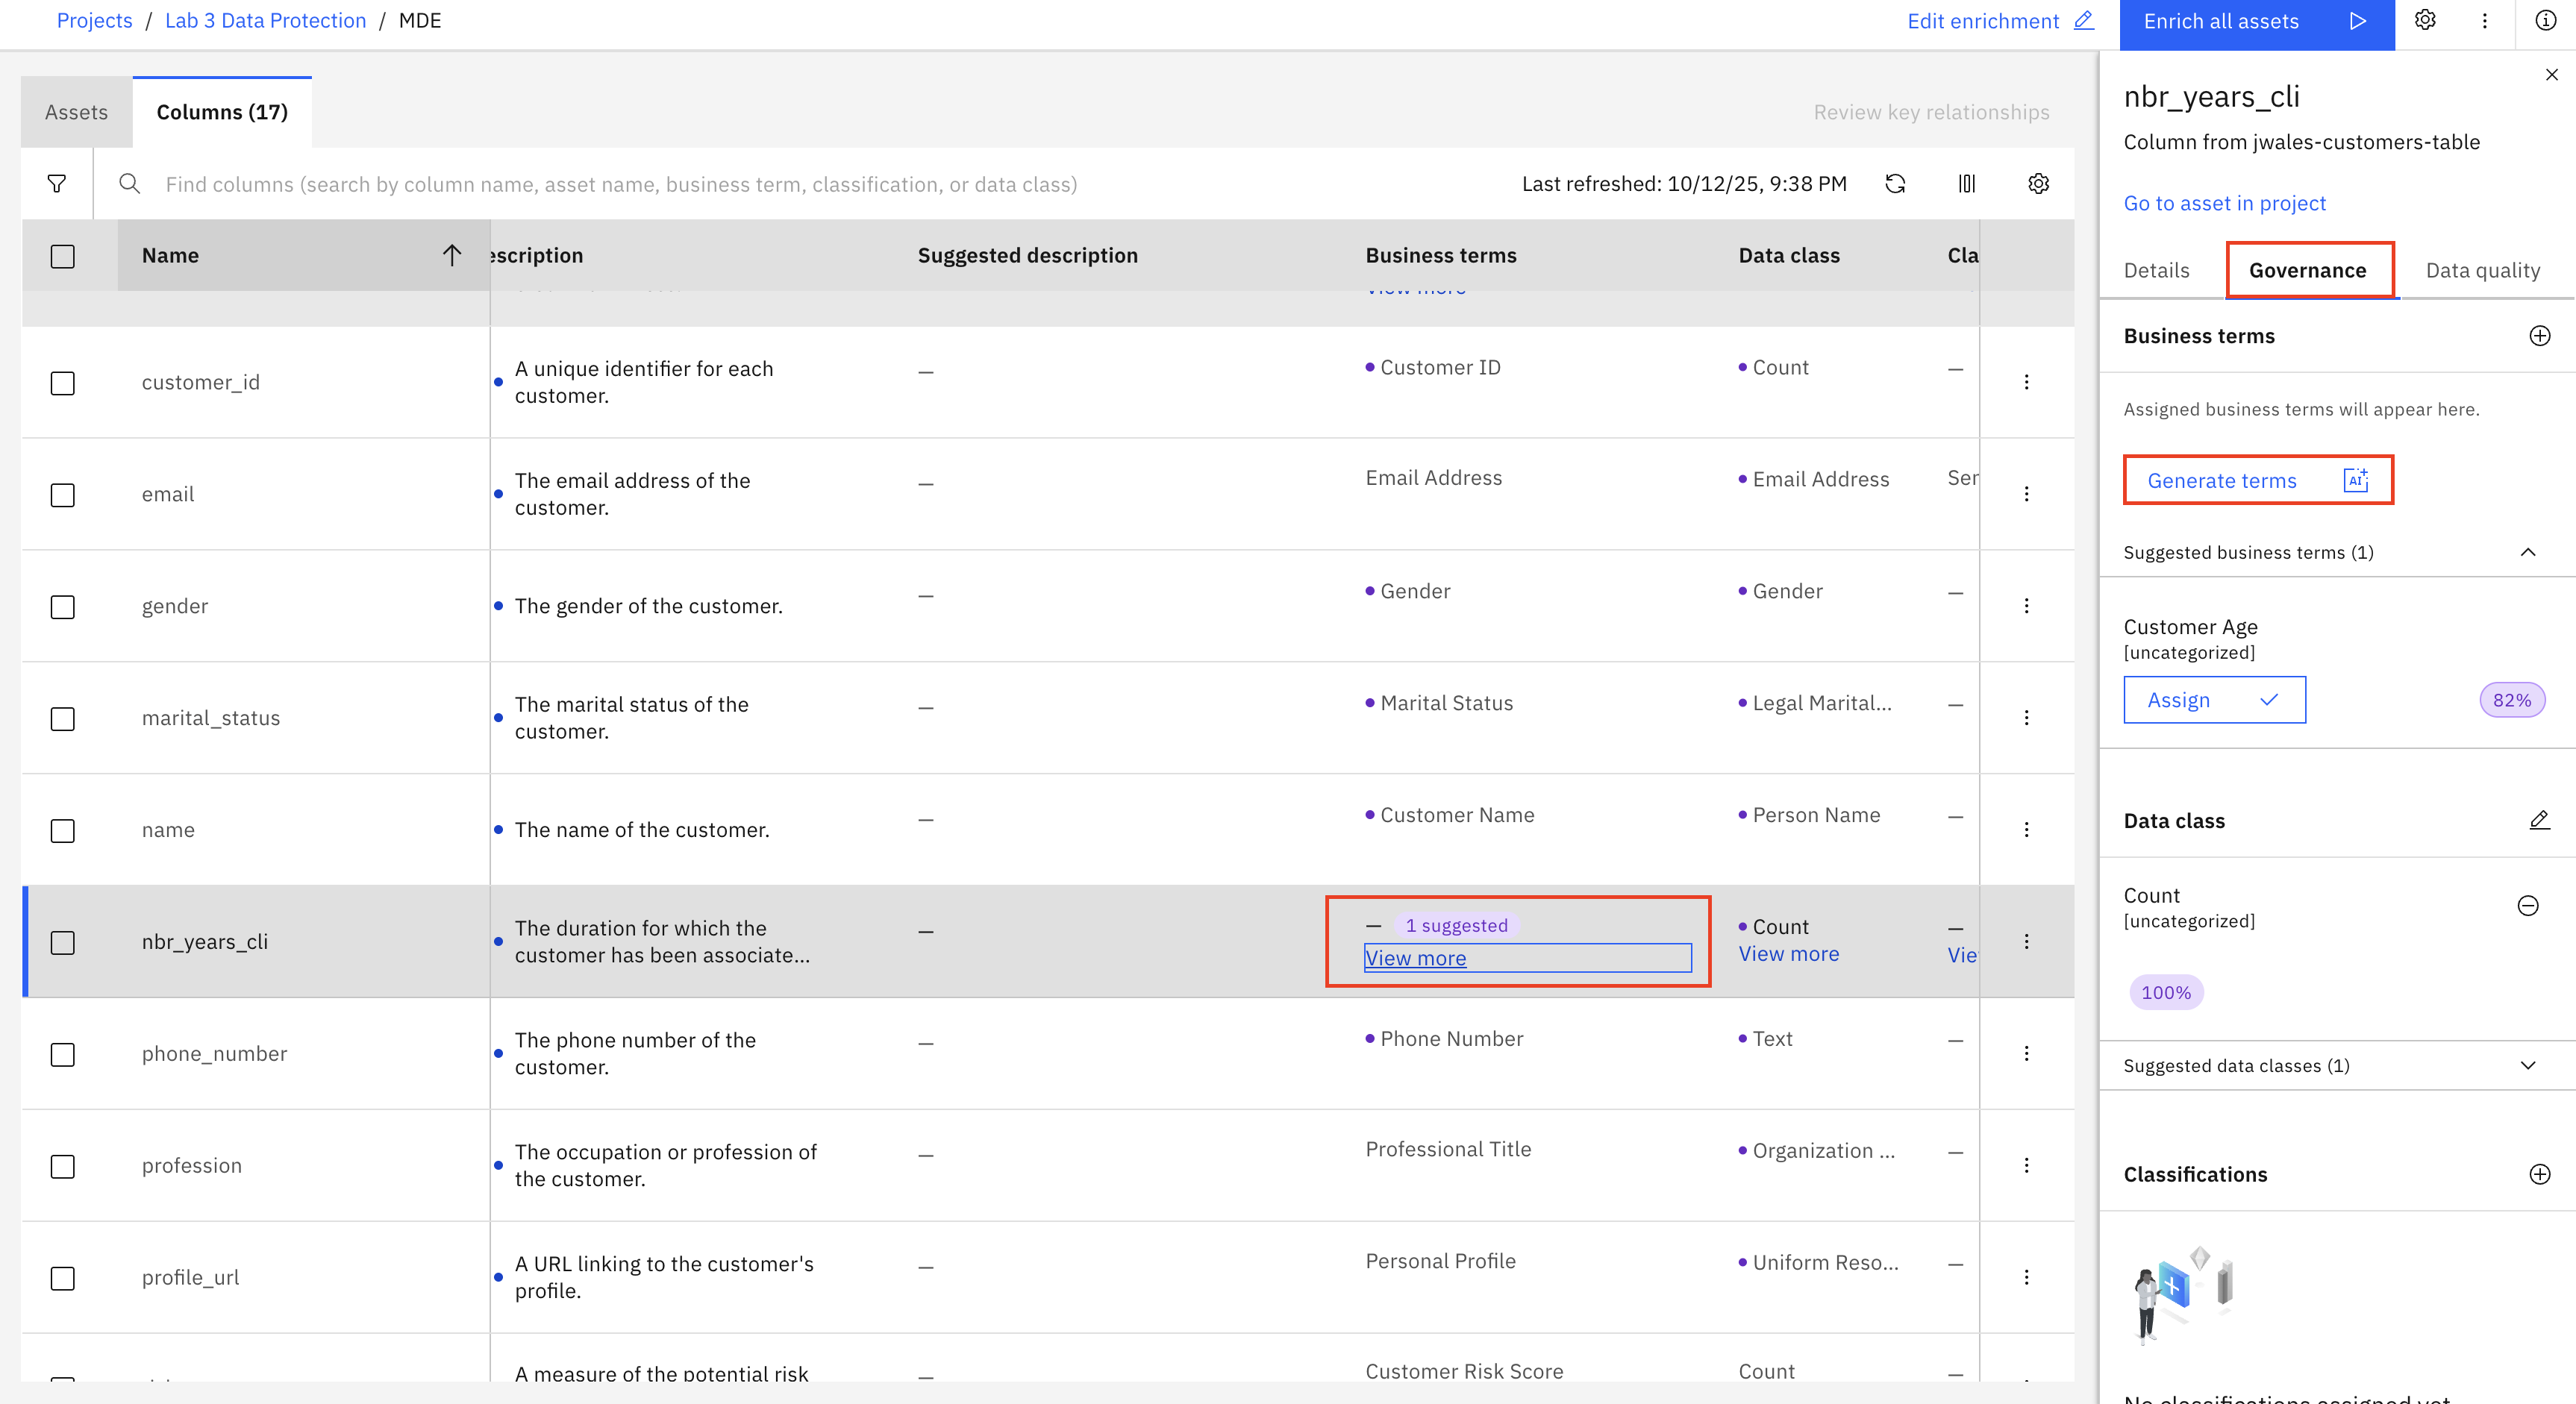 Projects / Lab 3 Data Protection / MDE
Edit enrichment
Enrich all assets
Assets
Columns (17)
Review key relationships
Find columns (search by column name, asset name, business term, classification, or data class)
Last refreshed: 10/12/25, 9:38 PM
Name
escription
Suggested description
Business terms
Data class
Cla
View more
customer_id
A unique identifier for each
customer.
—
Customer ID
Count
—
email
The email address of the
customer.
—
Email Address
Email Address
Ser
gender
The gender of the customer.
—
Gender
Gender
—
marital_status
The marital status of the
customer.
—
Marital Status
Legal Marital...
—
name
The name of the customer.
—
Customer Name
Person Name
—
nbr_years_cli
The duration for which the
customer has been associate...
—
— 1 suggested
View more
Count
View more
—
Vie
phone_number
The phone number of the
customer.
—
Phone Number
Text
—
profession
The occupation or profession of
the customer.
—
Professional Title
Organization ...
—
profile_url
A URL linking to the customer's
profile.
—
Personal Profile
Uniform Reso...
—
A measure of the potential risk
—
Customer Risk Score
Count
—
nbr_years_cli
Column from jwales-customers-table
Go to asset in project
Details
Governance
Data quality
Business terms
Assigned business terms will appear here.
Generate terms
AI
Suggested business terms (1)
Customer Age
[uncategorized]
Assign
82%
Data class
Count
[uncategorized]
100%
Suggested data classes (1)
Classifications
No classifications assigned yet